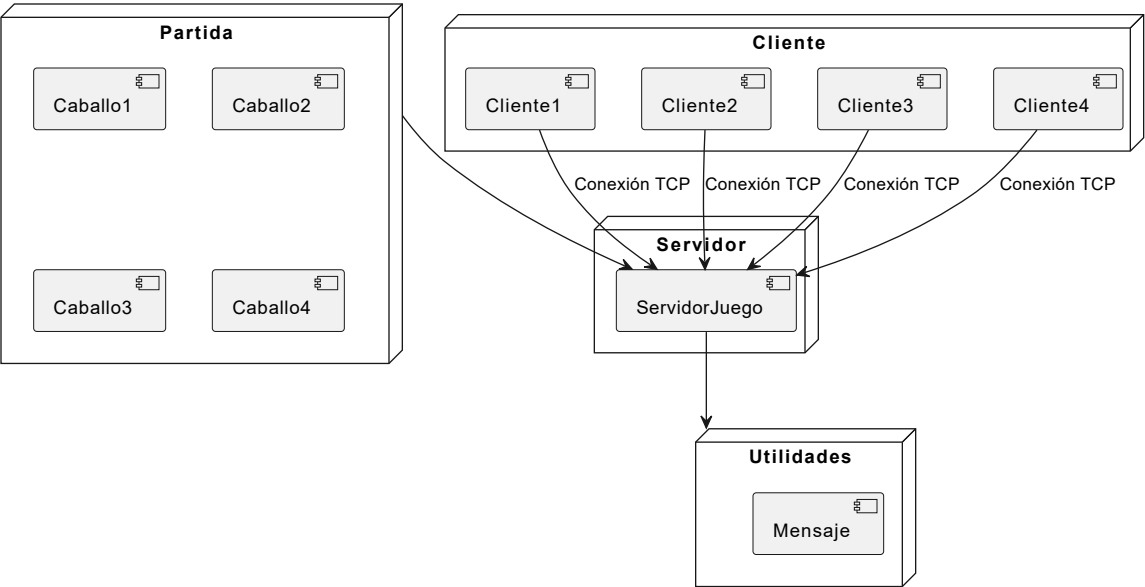 Partida
Caballo1
Caballo2
Caballo3
Caballo4
Cliente
Cliente1
Cliente2
Cliente3
Cliente4
Conexión TCP
Conexión TCP
Conexión TCP
Conexión TCP
Servidor
ServidorJuego
Utilidades
Mensaje